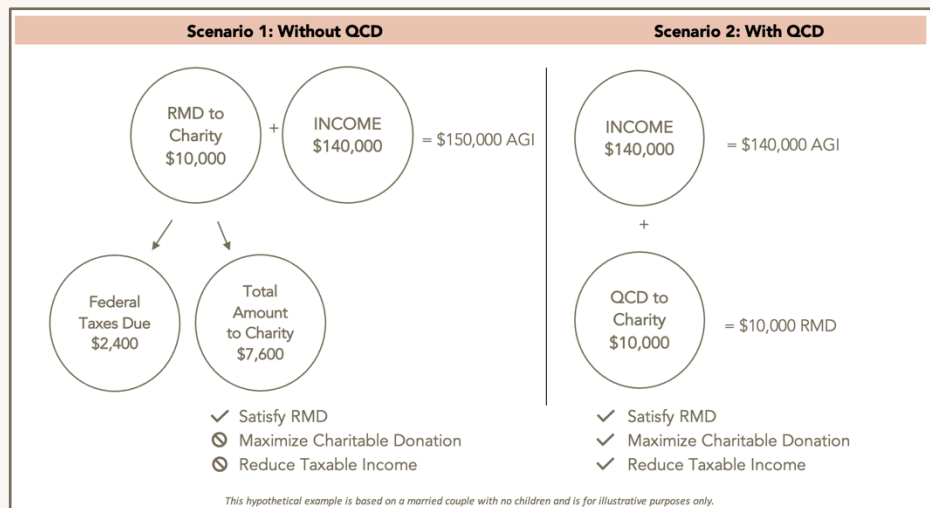 Scenario 1: Without QCD
RMD to
Charity
$10,000
+
INCOME
$140,000
= $150,000 AGI
Federal
Taxes Due
$2,400
Total
Amount
to Charity
$7,600
Satisfy RMD
Maximize Charitable Donation
Reduce Taxable Income
Scenario 2: With QCD
INCOME
$140,000
= $140,000 AGI
+
QCD to
Charity
$10,000
= $10,000 RMD
Satisfy RMD
Maximize Charitable Donation
Reduce Taxable Income
This hypothetical example is based on a married couple with no children and is for illustrative purposes only.